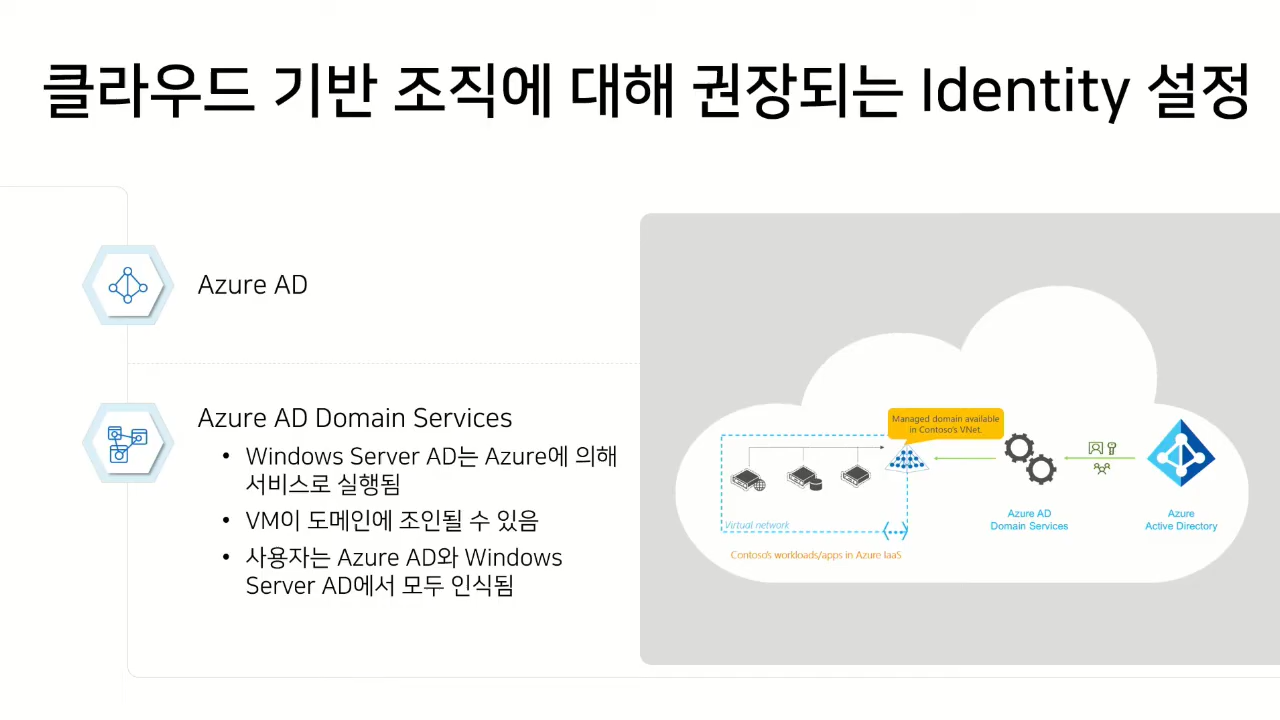 클라우드 기반 조직에 대해 권장되는 Identity 설정
Azure AD
Azure AD Domain Services
• Windows Server AD는 Azure에 의해
서비스로 실행됨
• VM이 도메인에 조인될 수 있음
• 사용자는 Azure AD와 Windows
Server AD에서 모두 인식됨
Managed domain available
in Contoso's VNet.
Virtual network
Contoso's workloads/apps in Azure IaaS
Azure AD
Domain Services
Azure
Active Directory